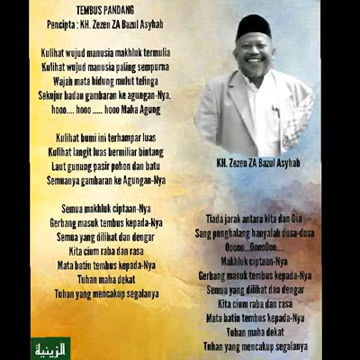 TEMBUS PANDANG
Pencipta : KH. Zezen ZA Bazul Asyhab
Kulihat wujud manusia makhluk termulia
Kulihat wujud manusia paling sempurna
Wajah mata hidung mulut telinga
Sekujur badan gambaran ke agungan-Nya.
hooo.... hooo ...... hooo Maha Agung
Kulihat bumi ini terhampar luas
Kulihat langit luas bermiliar bintang
Laut gunung pasir pohon dan batu
Semuanya gambaran ke Agungan-Nya
Semua makhluk ciptaan-Nya
Gerbang masuk tembus kepada-Nya
Semua yang dilihat dan dengar
Kita cium raba dan rasa
Mata batin tembus kepada-Nya
Tuhan maha dekat
Tuhan yang mencakup segalanya
KH. Zezen ZA Bazul Asyhab
Tiada jarak antara kita dan Dia
Sang penghalang hanyalah dosa-dosa
Ooooo...OoooOoo.....
Makhluk ciptaan-Nya
Gerbang masuk tembus kepada-Nya
Semua yang dilihat dan dengar
Kita cium raba dan rasa
Mata batin tembus kepada-Nya
Tuhan maha dekat
Tuhan yang mencakup segalanya
الزينية